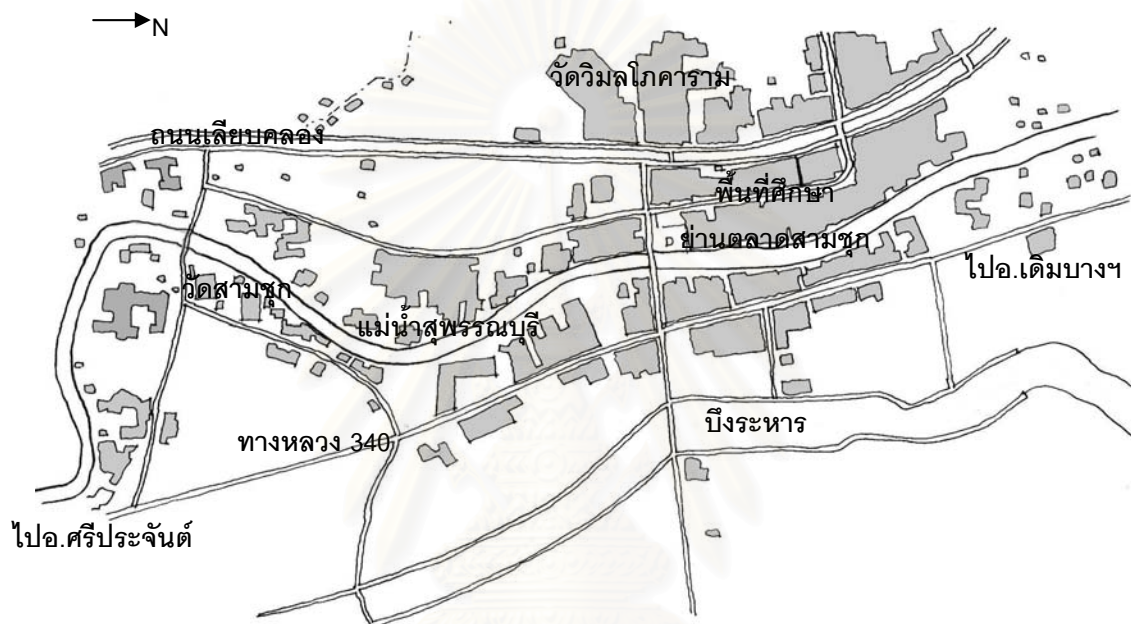 N
วัดวิมลโภคาราม
ถนนเลียบคลอง
พื้นที่ศึกษา
ย่านตลาดสามชุก
ไปอ.เดิมบางฯ
วัดสามชุก
แม่น้ำสุพรรณบุรี
บึงระหาร
ทางหลวง 340
ไปอ.ศรีประจันต์